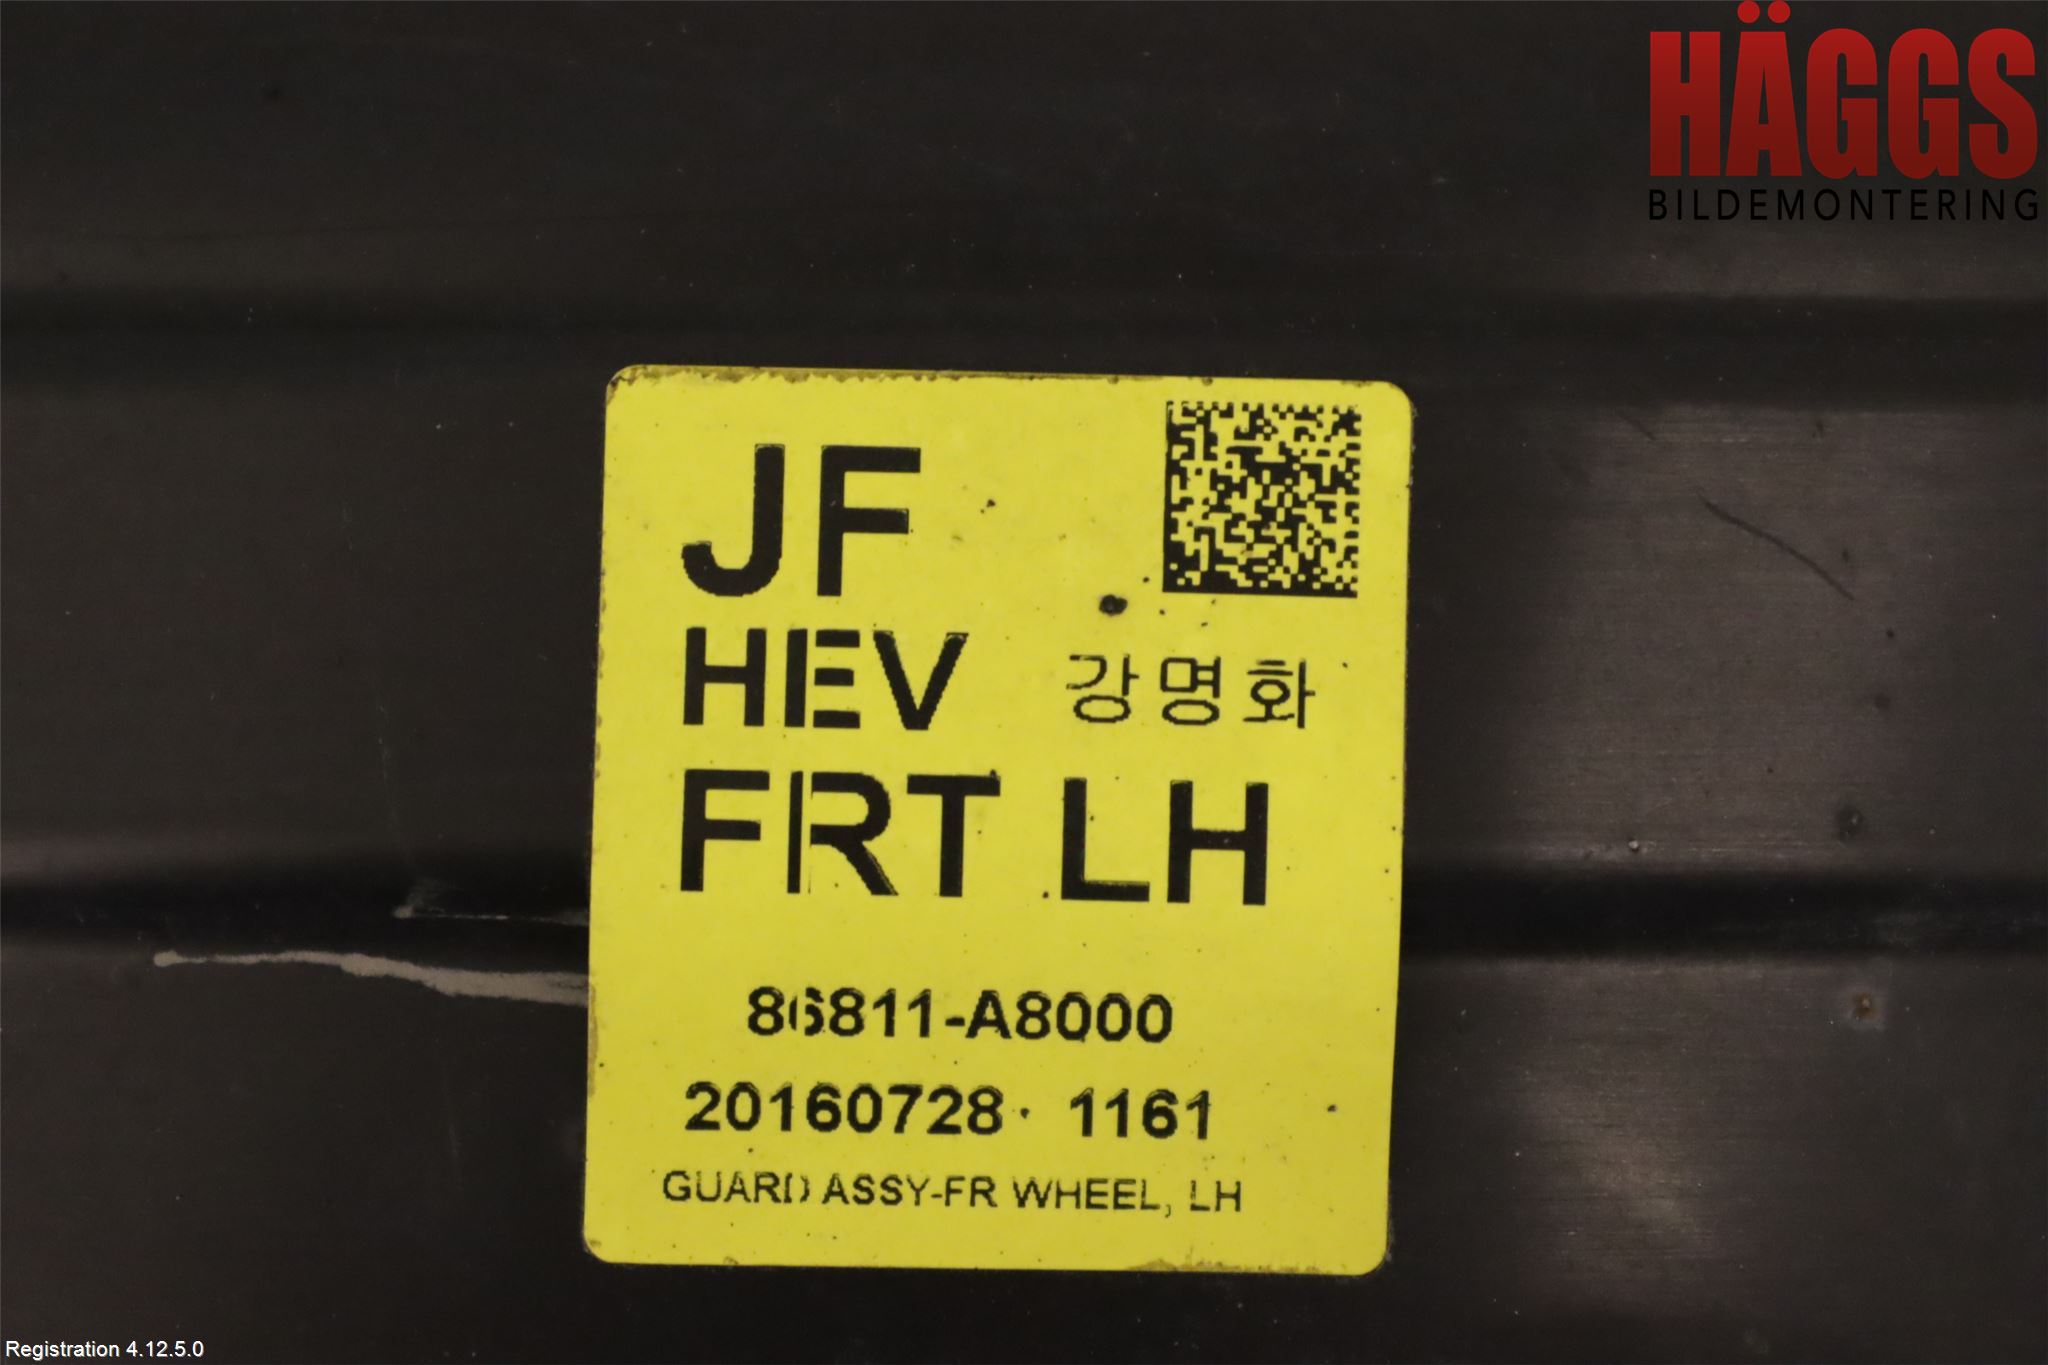 HÄGGS
BILDEMONTERING
JF
HEV 강명화
FRT LH
86811-A8000
20160728 1161
GUARD ASSY-FR WHEEL, LH
Registration 4.12.5.0